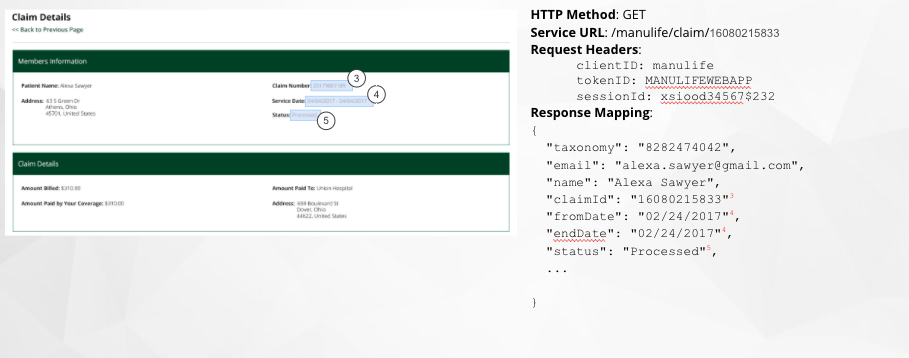 Claim Details
<< Back to Previous Page
Members Information
Patient Name: Alexa Sawyer
Address: 63 S Green Dr
Athens, Ohio
45701, United States
Claim Number:
3
Service Date:
4
Status:
5
Claim Details
Amount Billed: $310.00
Amount Paid by Your Coverage: $310.00
Amount Paid To: Union Hospital
Address: 659 Boulevard St
Dover, Ohio
44622, United States
HTTP Method: GET
Service URL: /manulife/claim/16080215833
Request Headers:
clientID: manulife
tokenID: MANULIFEWEBAPP
sessionId: xsiood34567$232
Response Mapping:
{
"taxonomy": "8282474042",
"email": "alexa.sawyer@gmail.com",
"name": "Alexa Sawyer",
"claimId": "16080215833"3
"fromDate": "02/24/2017"4,
"endDate": "02/24/2017"4,
"status": "Processed"5,
...
}